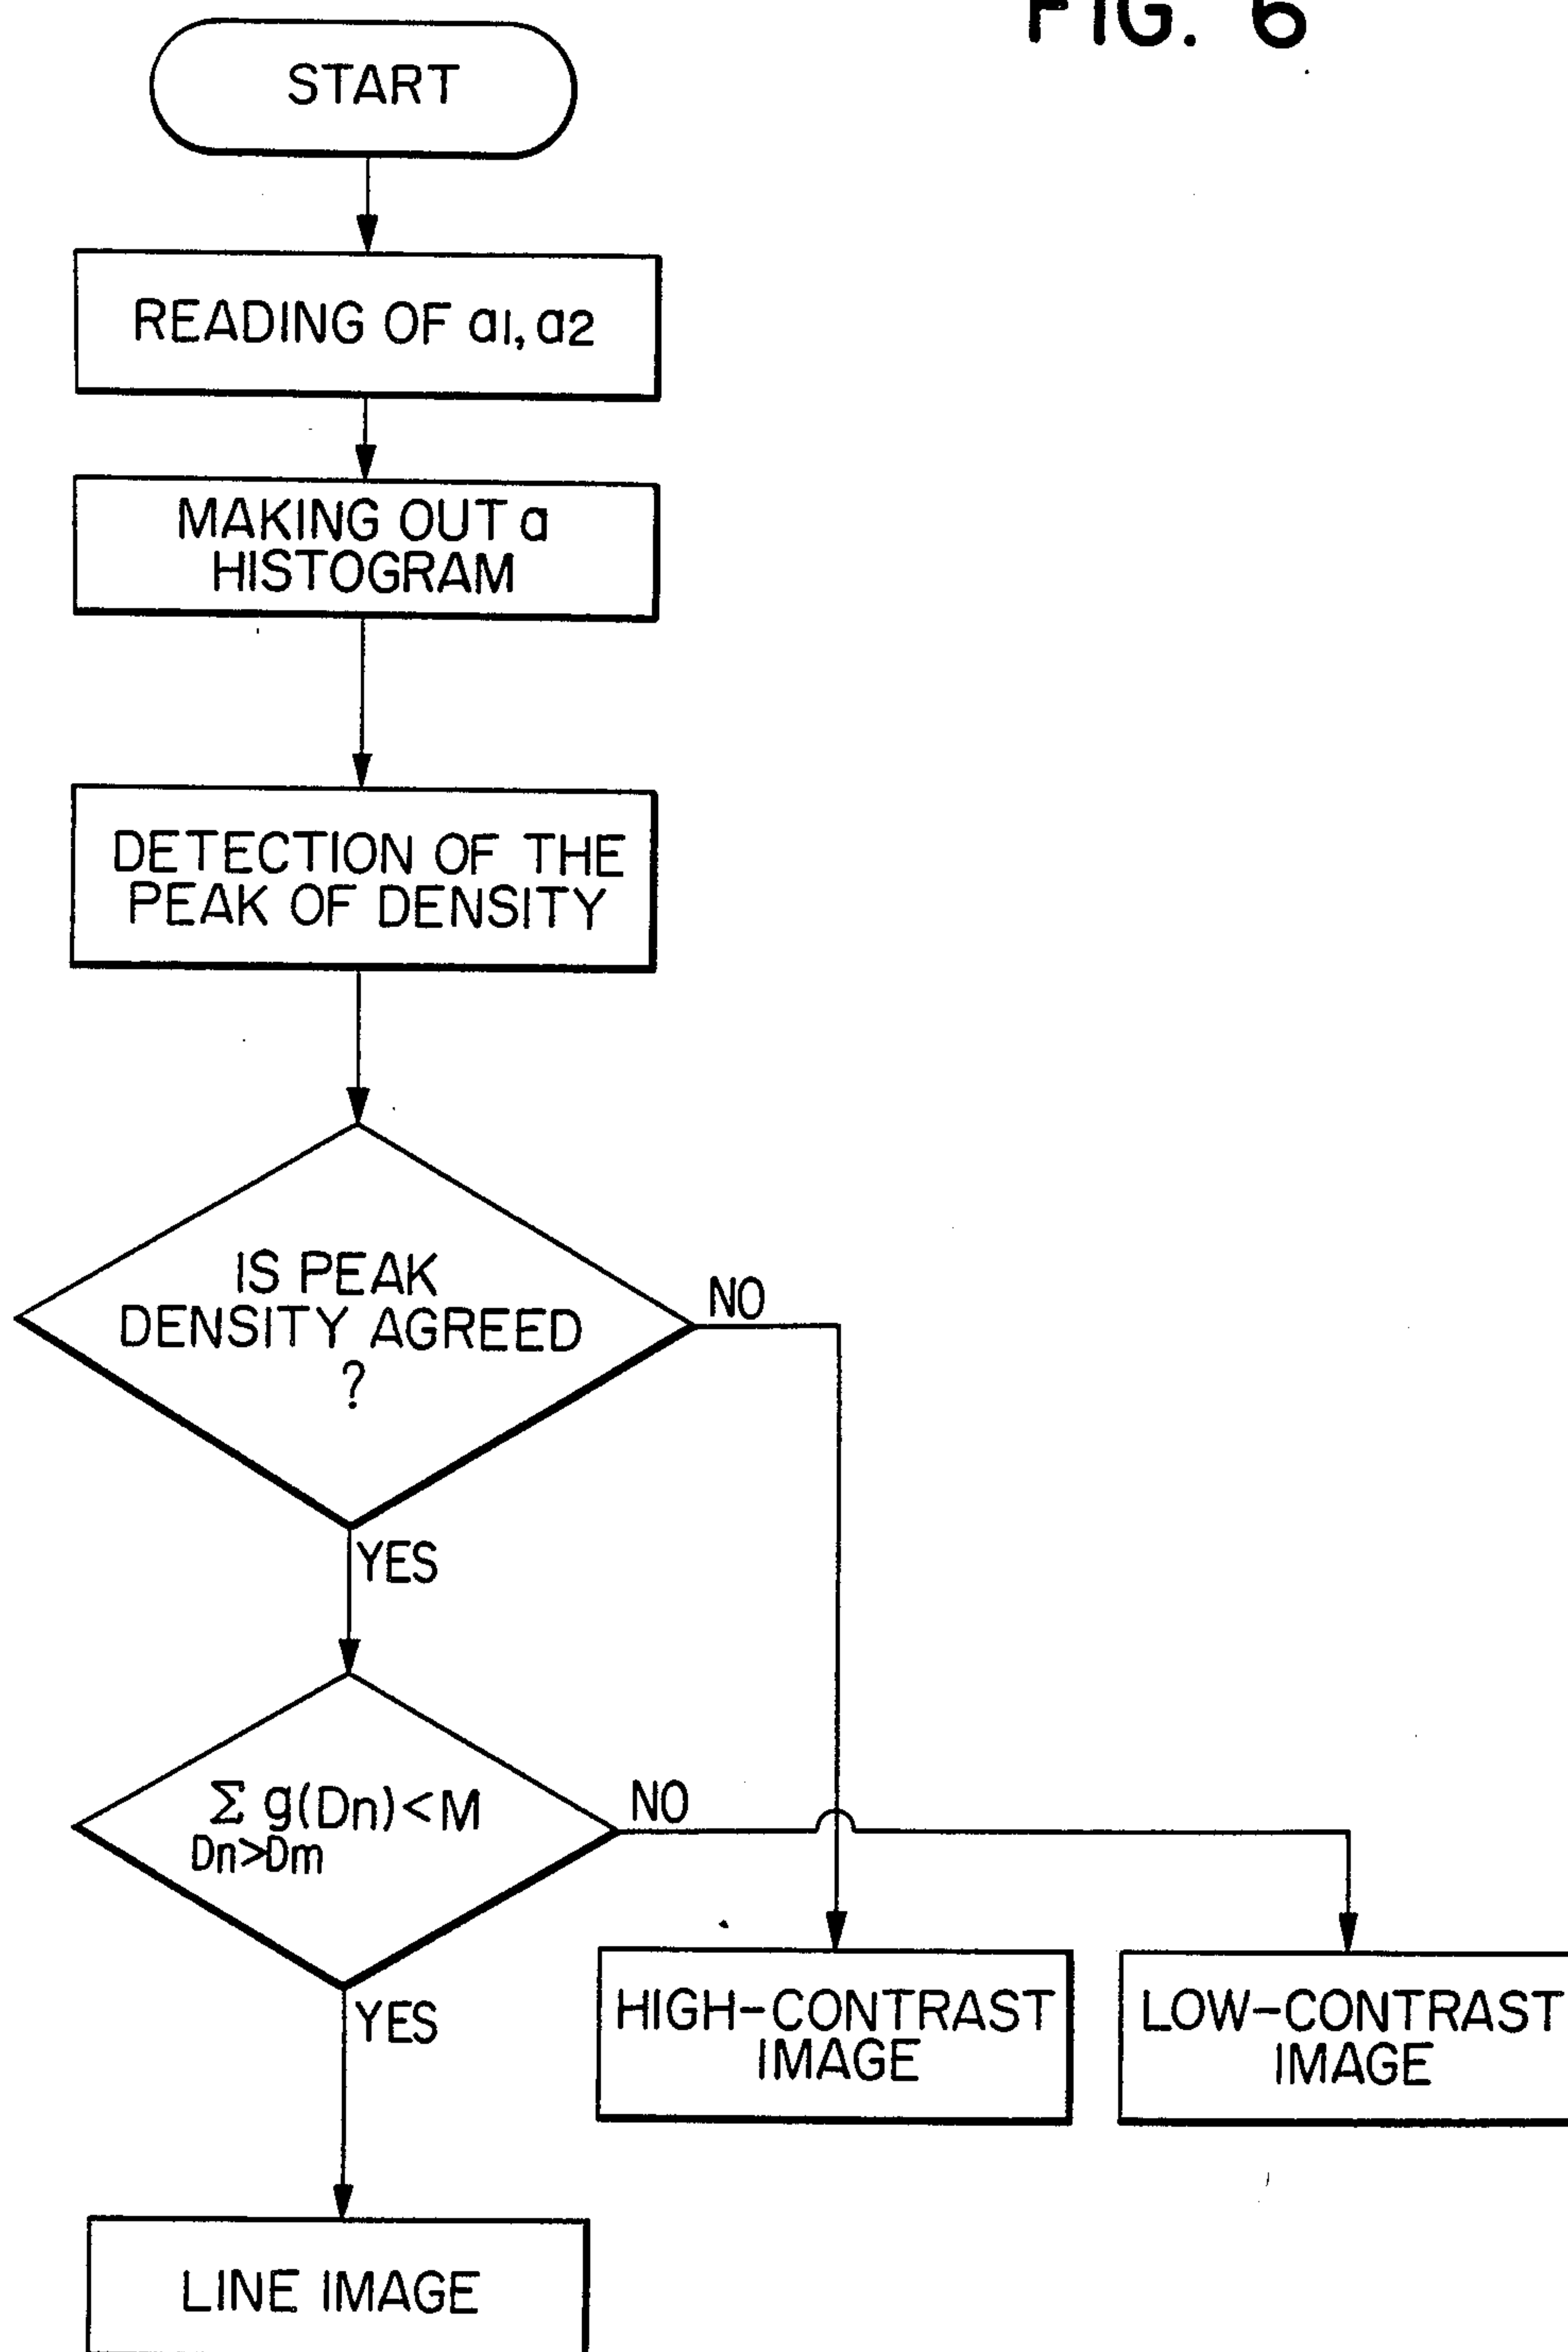 FIG. 6
START
READING OF a1, a2
MAKING OUT a
HISTOGRAM
DETECTION OF THE
PEAK OF DENSITY
IS PEAK
DENSITY AGREED
?
NO
YES
Σ g(Dn)<M
Dn>Dm
NO
YES
HIGH-CONTRAST
IMAGE
LOW-CONTRAST
IMAGE
LINE IMAGE